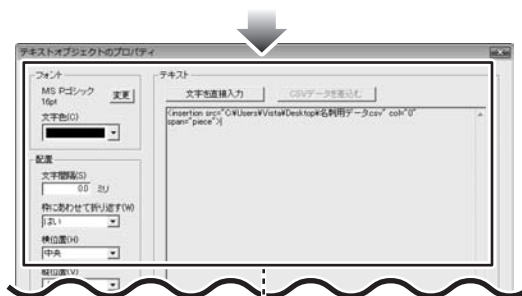 テキストオブジェクトのプロパティ
フォント
MS Pゴシック
16pt
変更
文字色(C)
配置
文字間隔(S)
0.0 ミリ
枠にあわせて折り返す(W)
はい
横位置(H)
中央
縦位置(V)
テキスト
文字を直接入力
CSVデータを差込む
<insertion src="C:¥Users¥Vista¥Desktop¥名刺用データ.csv" col="0"
span="piece">